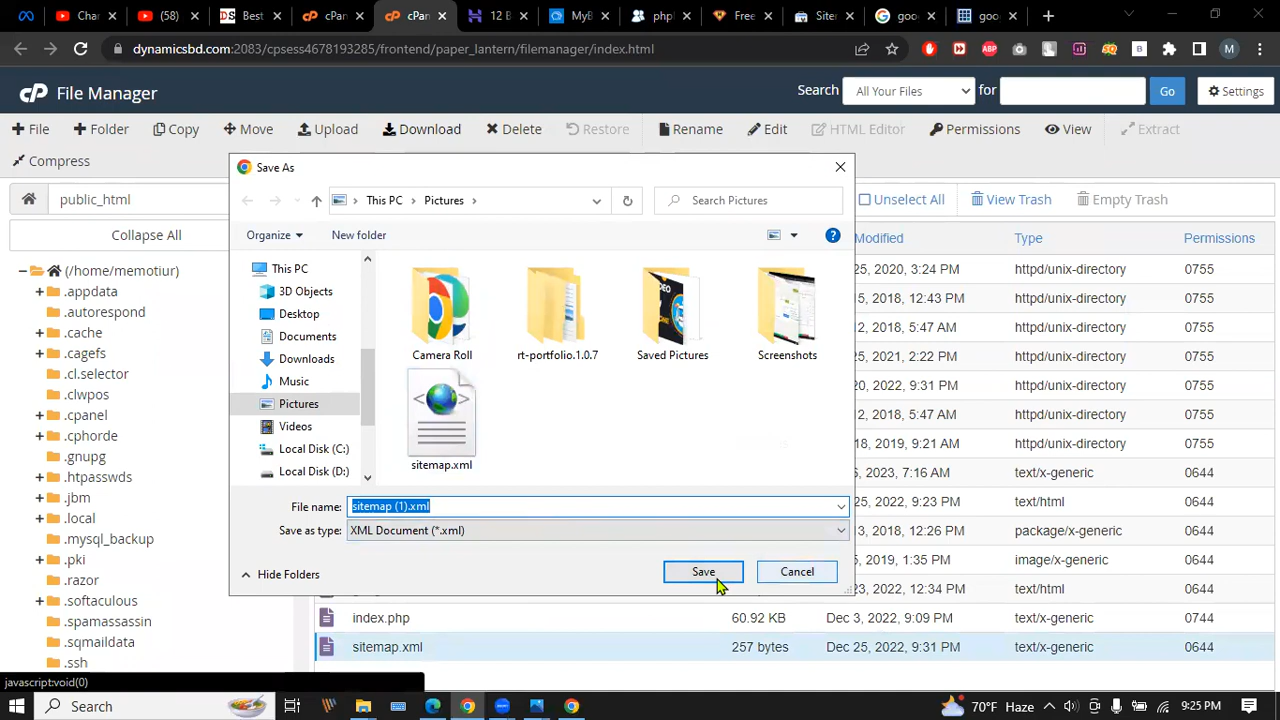 (58)
Best
cPan
cPan
12 B
MyB
phpl
Free
Siter
goo
goo
dynamicsbd.com:2083/cpsess4678193285/frontend/paper_lantern/filemanager/index.html
ABP
M
cP File Manager
Search
All Your Files
for
Go
Settings
File
Folder
Copy
Move
Upload
Download
Delete
Restore
Rename
Edit
HTML Editor
Permissions
View
Extract
Compress
Save As
public_html
This PC
Pictures
Search Pictures
Unselect All
View Trash
Empty Trash
Collapse All
Organize
New folder
Modified
Type
Permissions
(/home/memotiur)
.appdata
.autorespond
.cache
.cagefs
.cl.selector
.clwpos
.cpanel
.cphorde
.gnupg
.htpasswds
.jbm
.local
.mysql_backup
.pki
.razor
.softaculous
.spamassassin
.sqmaildata
.ssh
This PC
3D Objects
Desktop
Documents
Downloads
Music
Pictures
Videos
Local Disk (C:)
Local Disk (D:)
Camera Roll
rt-portfolio.1.0.7
Saved Pictures
Screenshots
sitemap.xml
25, 2020, 3:24 PM httpd/unix-directory 0755
5, 2018, 12:43 PM httpd/unix-directory 0755
2, 2018, 5:47 AM httpd/unix-directory 0755
25, 2021, 2:22 PM httpd/unix-directory 0755
20, 2022, 9:31 PM httpd/unix-directory 0755
2, 2018, 5:47 AM httpd/unix-directory 0755
8, 2019, 9:21 AM httpd/unix-directory 0755
6, 2023, 7:16 AM text/x-generic 0644
25, 2022, 9:23 PM text/html 0644
3, 2018, 12:26 PM package/x-generic 0644
5, 2019, 1:35 PM image/x-generic 0644
3, 2022, 12:34 PM text/html 0644
File name:
sitemap (1).xml
Save as type:
XML Document (*.xml)
Hide Folders
Save
Cancel
index.php 60.92 KB Dec 3, 2022, 9:09 PM text/x-generic 0744
sitemap.xml 257 bytes Dec 25, 2022, 9:31 PM text/x-generic 0644
javascript:void(0)
Search
70°F Haze
9:25 PM